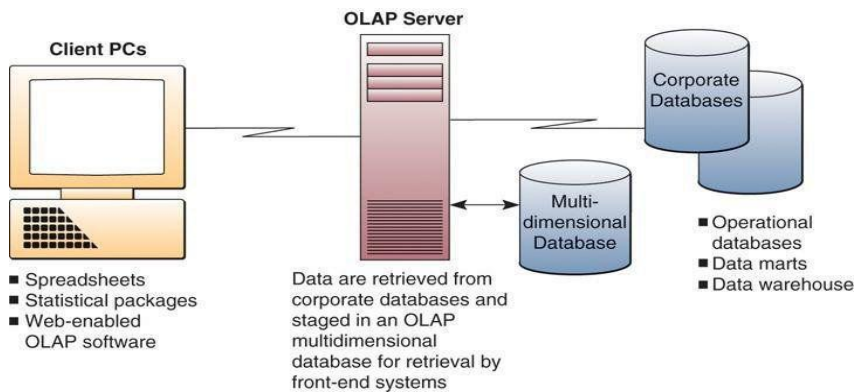 OLAP Server
Client PCs
Corporate
Databases
Multi-
dimensional
Database
■ Spreadsheets
■ Statistical packages
■ Web-enabled
OLAP software
Data are retrieved from
corporate databases and
staged in an OLAP
multidimensional
database for retrieval by
front-end systems
■ Operational
databases
■ Data marts
■ Data warehouse